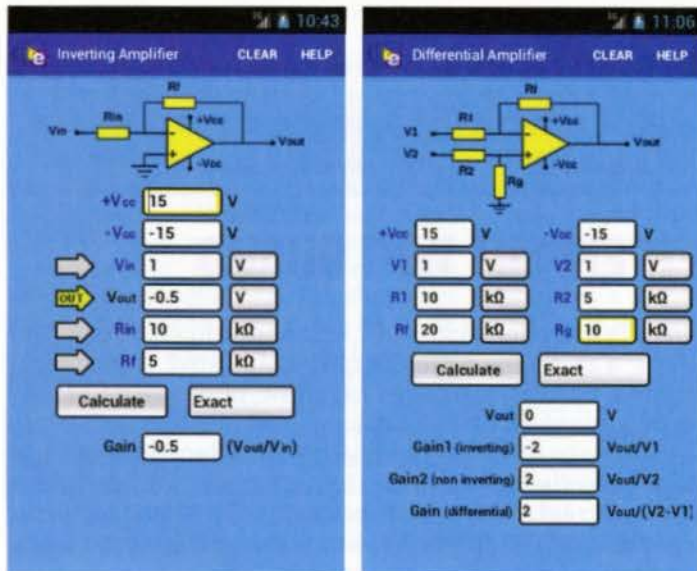 10:43
Inverting Amplifier CLEAR HELP
Rf
Rin
Vin
+Vcc
Vout
-Vcc
+Vcc 15 V
-Vcc -15 V
Vin 1 V
OUT Vout -0.5 V
Rin 10 kΩ
Rf 5 kΩ
Calculate Exact
Gain -0.5 (Vout/Vin)
11:06
Differential Amplifier CLEAR HELP
Rf
V1 R1
+Vcc
Vout
V2
R2
-Vcc
Rg
+Vcc 15 V -Vcc -15 V
V1 1 V V2 1 V
R1 10 kΩ R2 5 kΩ
Rf 20 kΩ Rg 10 kΩ
Calculate Exact
Vout 0 V
Gain1 (inverting) -2 Vout/V1
Gain2 (non inverting) 2 Vout/V2
Gain (differential) 2 Vout/(V2-V1)